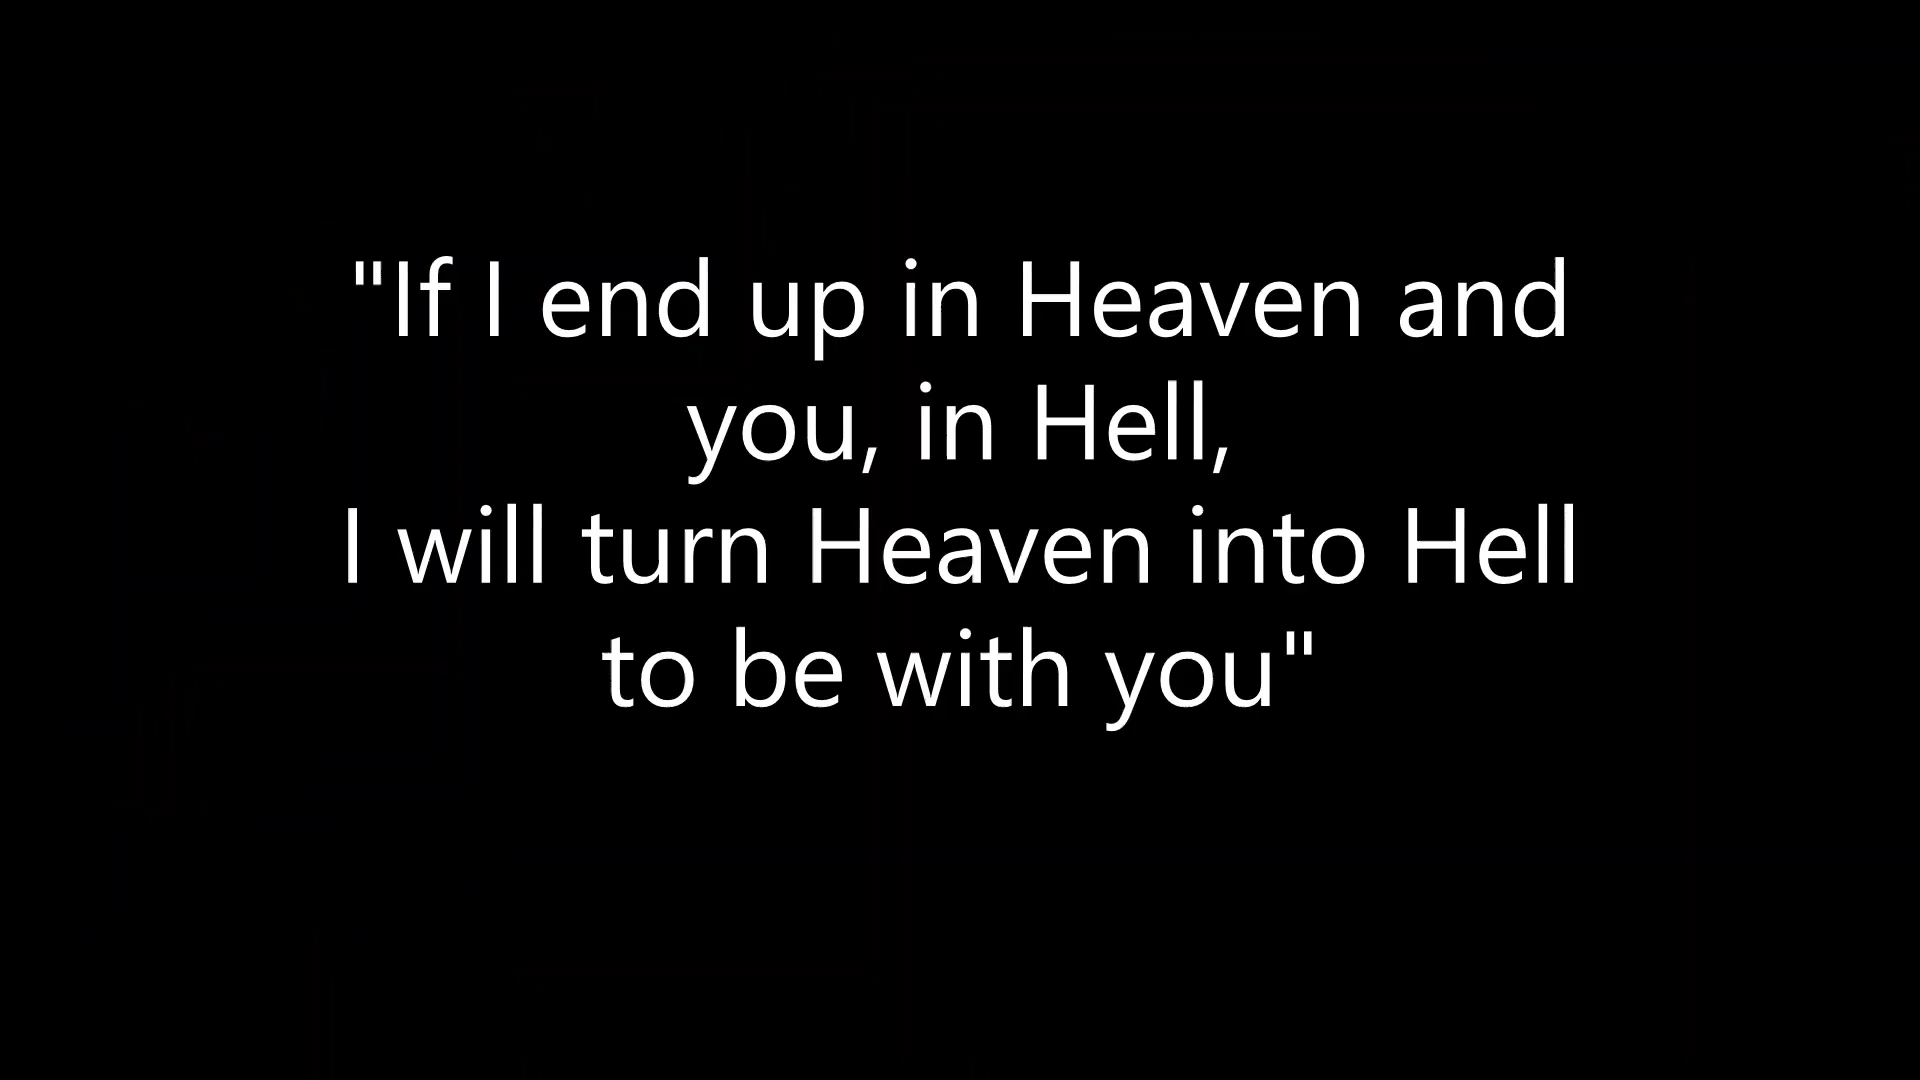 "If I end up in Heaven and
you, in Hell,
I will turn Heaven into Hell
to be with you"